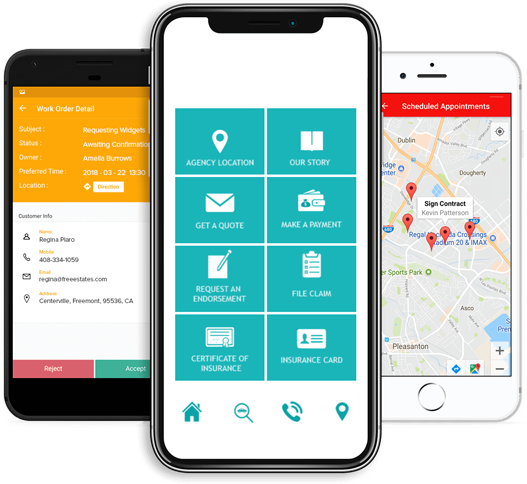 Work Order Detail
Subject : Requesting Widgets
Status : Awaiting Confirmation
Owner : Amelia Burrows
Preferred Time : 2018 - 03 - 22 13:30
Location : Direction
Customer Info
Name
Regina Plaro
Mobile
408-334-1059
Email
regina@freeestates.com
Address
Centerville, Freemont, 95536, CA
Reject
Accept
AGENCY LOCATION
OUR STORY
GET A QUOTE
MAKE A PAYMENT
REQUEST AN
ENDORSEMENT
FILE CLAIM
CERTIFICATE OF
INSURANCE
INSURANCE CARD
Scheduled Appointments
Dublin
Dougherty
Center
Sign Contract
Kevin Patterson
Regal
Crossings
Stadium 20 & IMAX
er Sports Park
Asco
Pleasanton